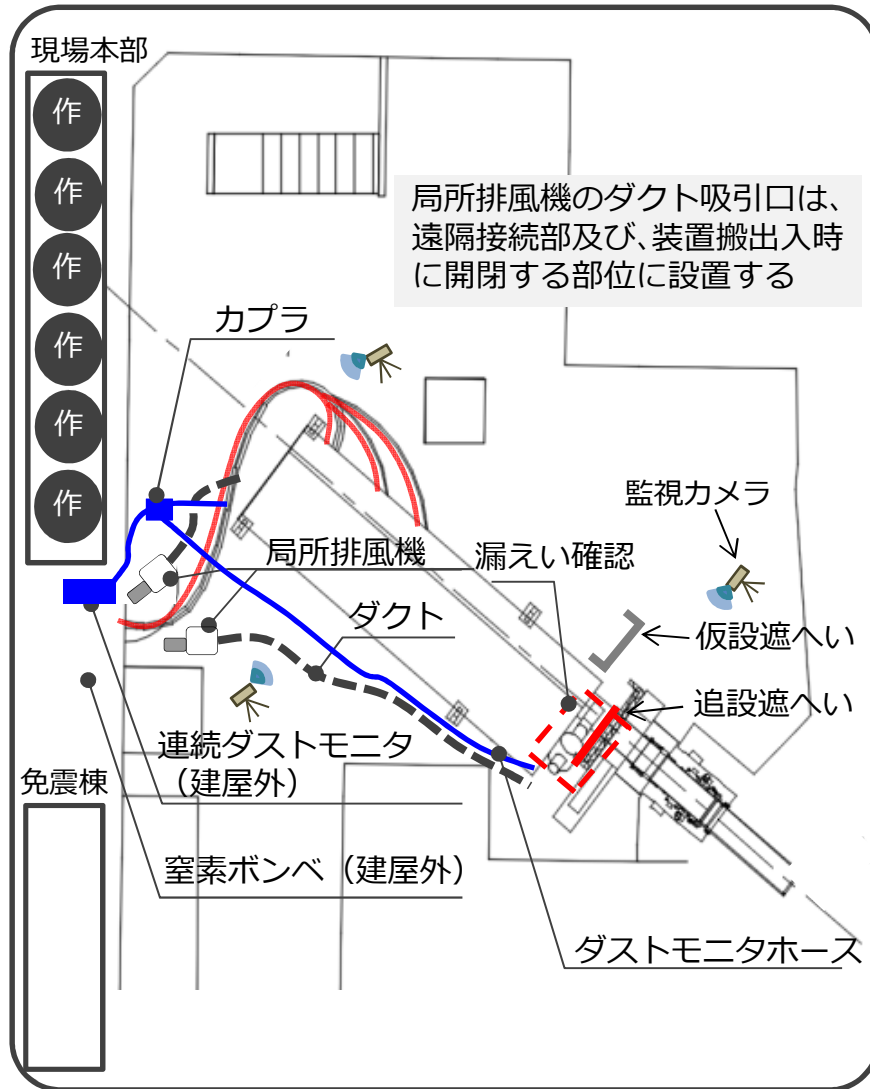 現場本部
作
作
作
作
作
作
局所排風機のダクト吸引口は、
遠隔接続部及び、装置搬出入時
に開閉する部位に設置する
カプラ
監視カメラ
局所排風機
漏えい確認
ダクト
仮設遮へい
追設遮へい
連続ダストモニタ
（建屋外）
免震棟
窒素ボンベ（建屋外）
ダストモニタホース